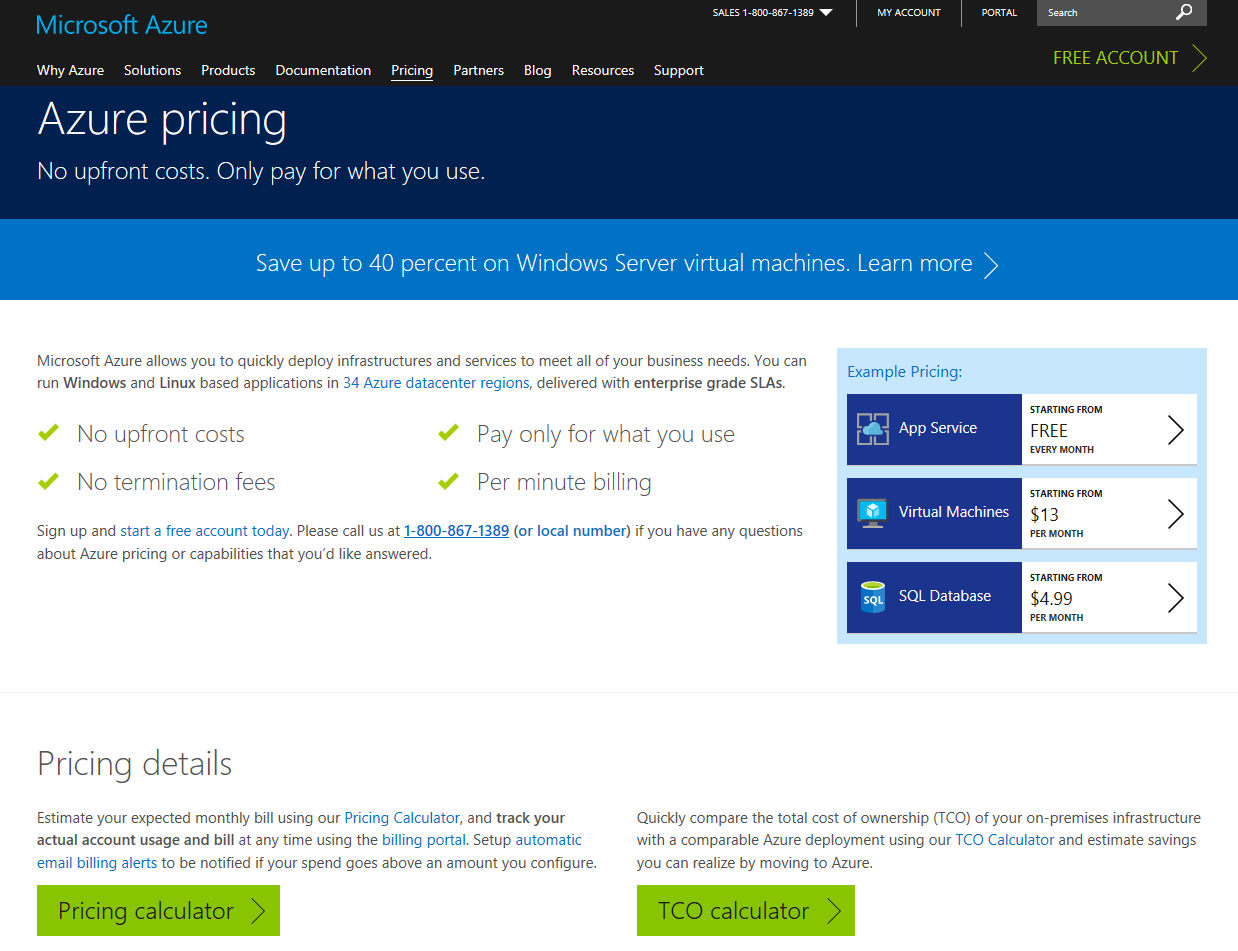 Microsoft Azure
SALES 1-800-867-1389
MY ACCOUNT
PORTAL
Search
Why Azure
Solutions
Products
Documentation
Pricing
Partners
Blog
Resources
Support
FREE ACCOUNT
Azure pricing
No upfront costs. Only pay for what you use.
Save up to 40 percent on Windows Server virtual machines. Learn more
Microsoft Azure allows you to quickly deploy infrastructures and services to meet all of your business needs. You can
run Windows and Linux based applications in 34 Azure datacenter regions, delivered with enterprise grade SLAs.
No upfront costs
Pay only for what you use
No termination fees
Per minute billing
Sign up and start a free account today. Please call us at 1-800-867-1389 (or local number) if you have any questions
about Azure pricing or capabilities that you'd like answered.
Example Pricing:
App Service
STARTING FROM
FREE
EVERY MONTH
Virtual Machines
STARTING FROM
$13
PER MONTH
SQL
SQL Database
STARTING FROM
$4.99
PER MONTH
Pricing details
Estimate your expected monthly bill using our Pricing Calculator, and track your
actual account usage and bill at any time using the billing portal. Setup automatic
email billing alerts to be notified if your spend goes above an amount you configure.
Pricing calculator
Quickly compare the total cost of ownership (TCO) of your on-premises infrastructure
with a comparable Azure deployment using our TCO Calculator and estimate savings
you can realize by moving to Azure.
TCO calculator